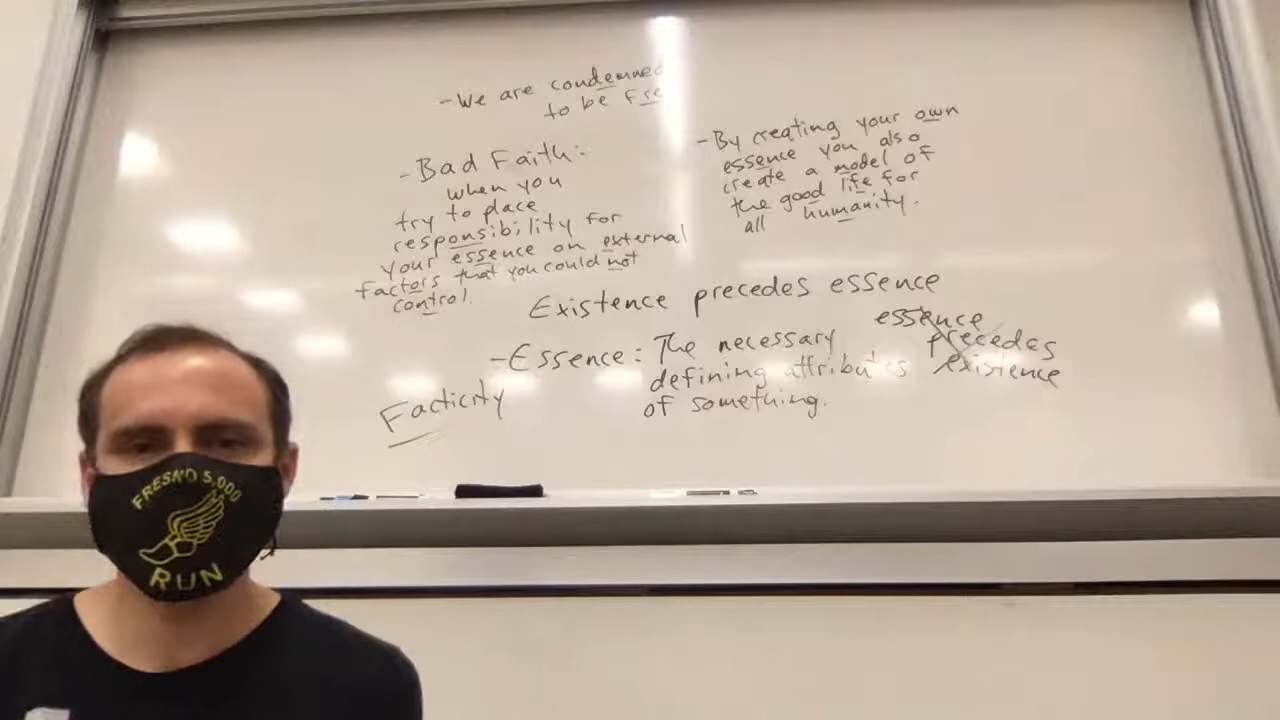 - We are condemned
to be Fre
- Bad Faith:
when you
try to place
responsibility for
your essence on external
factors that you could not
control.
- By creating your own
essence you also
create a model of
the good life for
all humanity.
Existence precedes essence
- Essence: The necessary
defining attributes
of something.
essence
precedes
existence
Facticity
FRESNO 5,000
RUN